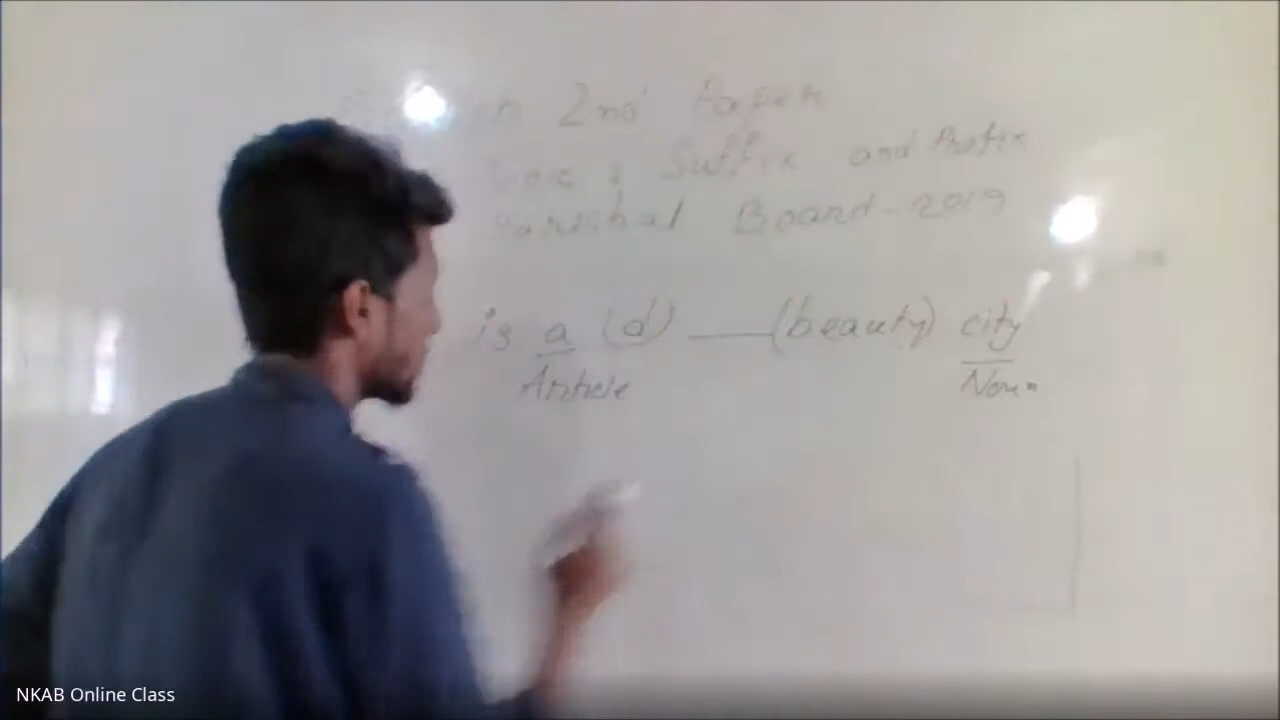 2nd Paper
Suffix and Prefix
Board-2019
is a (d) ___(beauty) city
Article Noun
NKAB Online Class